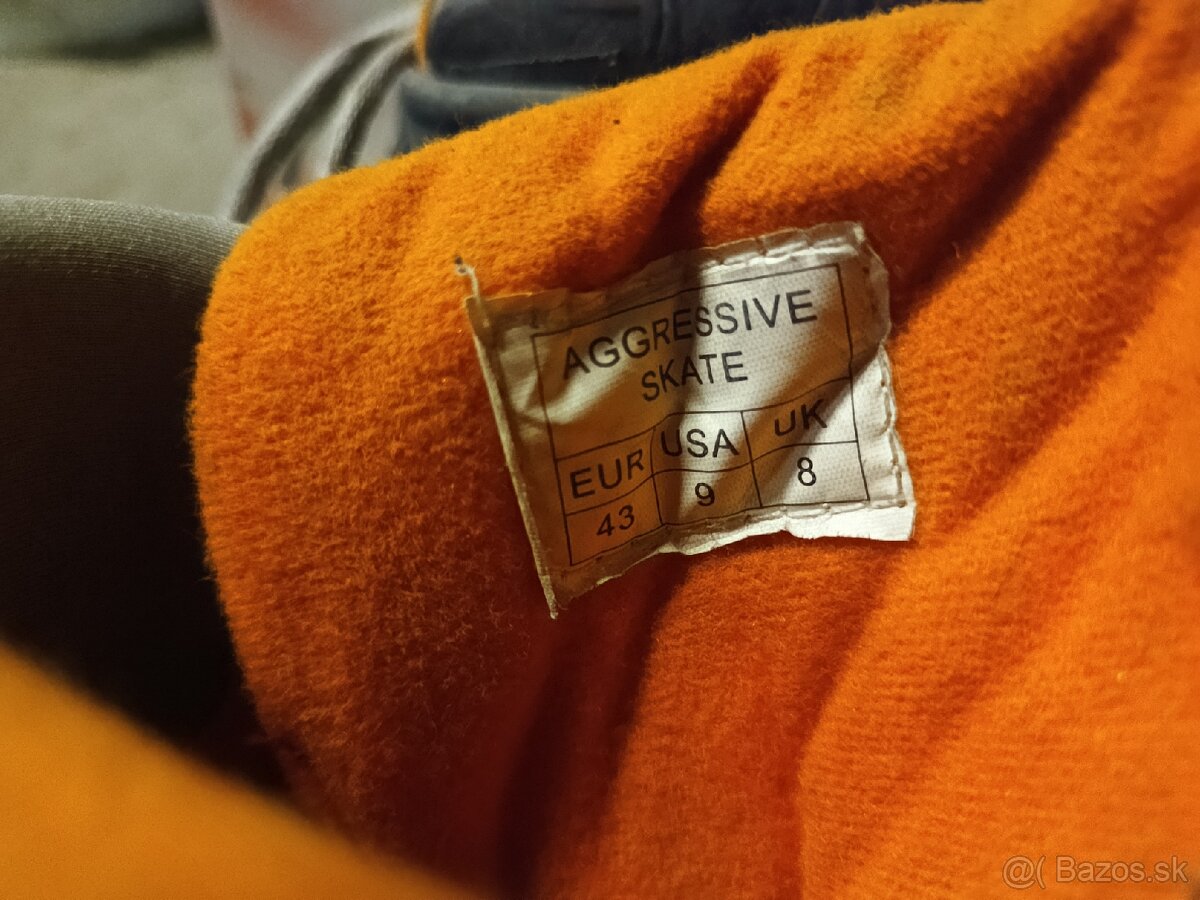 AGGRESSIVE
SKATE
EUR USA UK
43 9 8
@( Bazos.sk